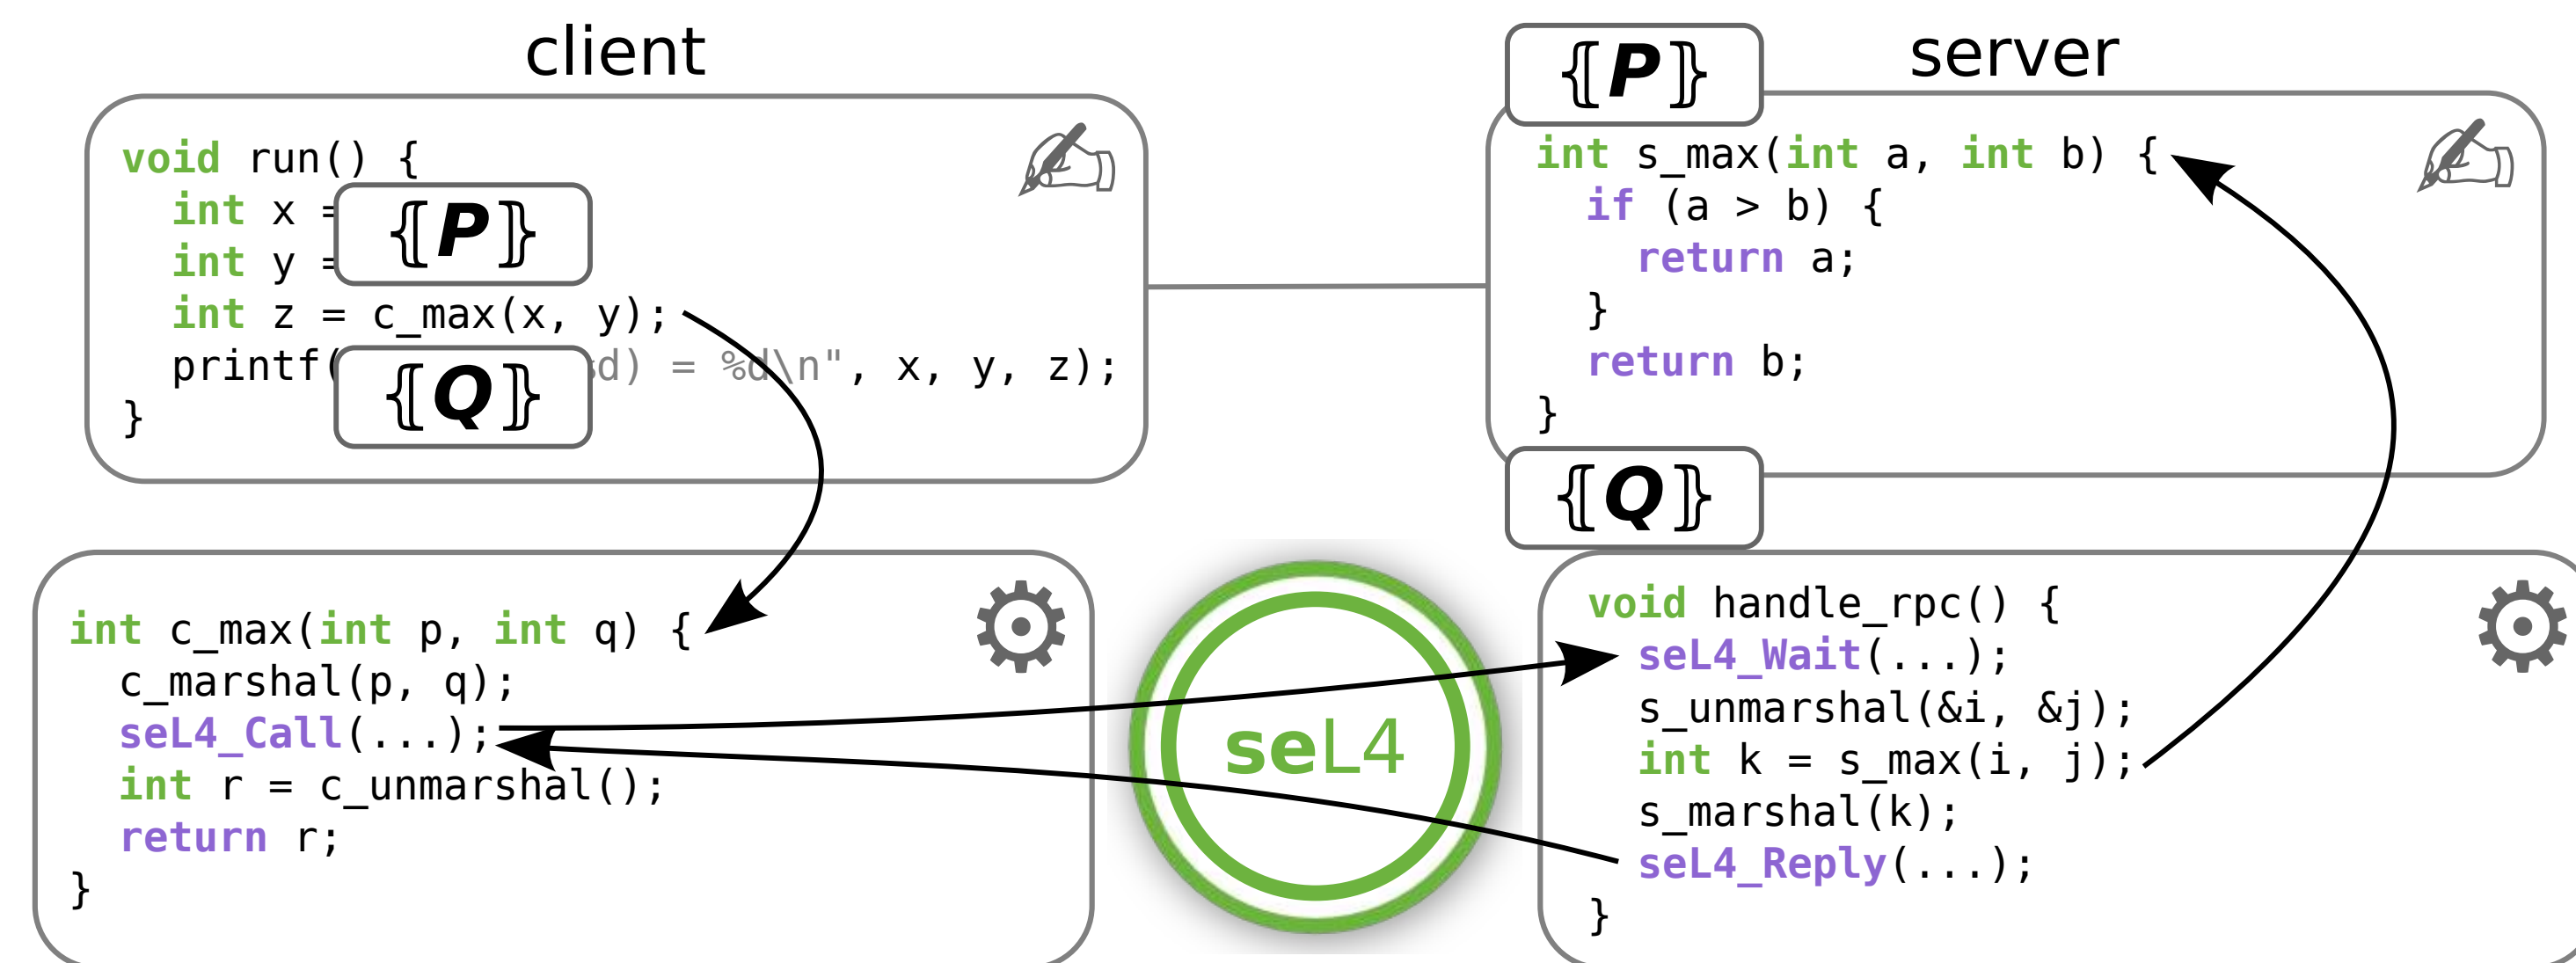 client
void run() {
int x =
int y =
{[P]}
int z = c_max(x, y);
printf( d) = %d\n", x, y, z);
{[Q]}
}
int c_max(int p, int q) {
c_marshal(p, q);
seL4_Call(...);
int r = c_unmarshal();
return r;
}
seL4
server
{[P]}
int s_max(int a, int b) {
if (a > b) {
return a;
}
return b;
}
{[Q]}
void handle_rpc() {
seL4_Wait(...);
s_unmarshal(&i, &j);
int k = s_max(i, j);
s_marshal(k);
seL4_Reply(...);
}